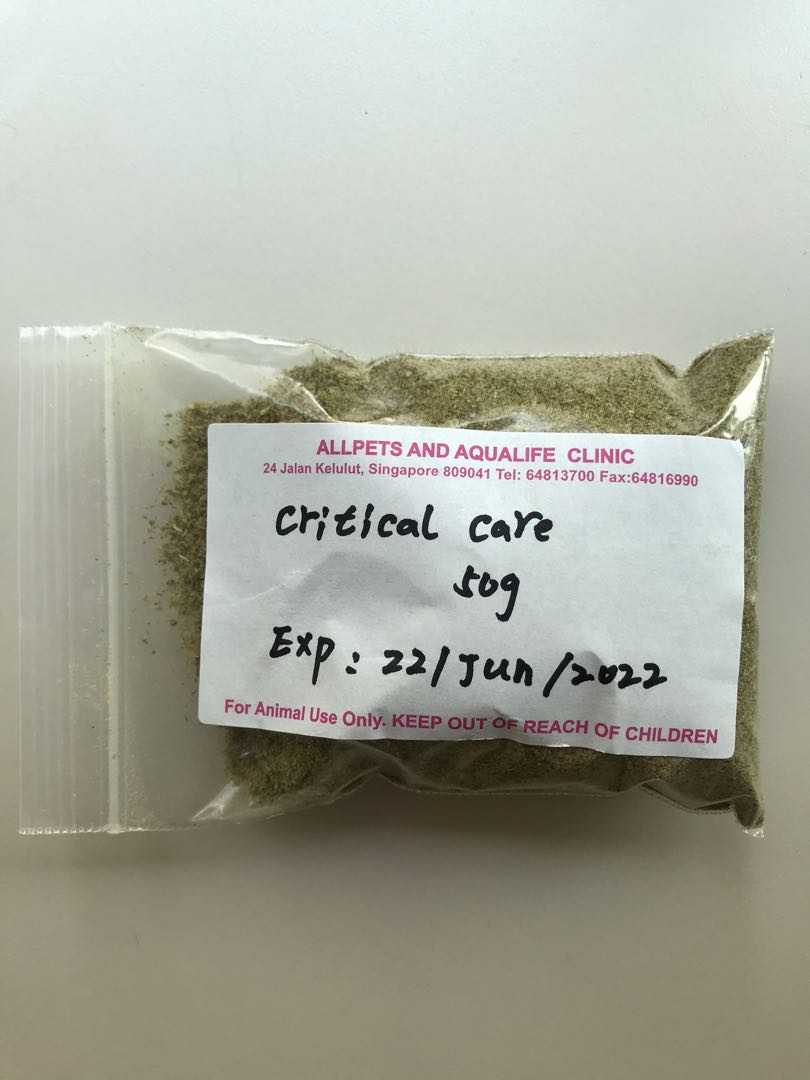 ALLPETS AND AQUALIFE CLINIC
24 Jalan Kelulut, Singapore 809041 Tel: 64813700 Fax:64816990
Critical care
50g
Exp: 22/Jun/2022
For Animal Use Only. KEEP OUT OF REACH OF CHILDREN